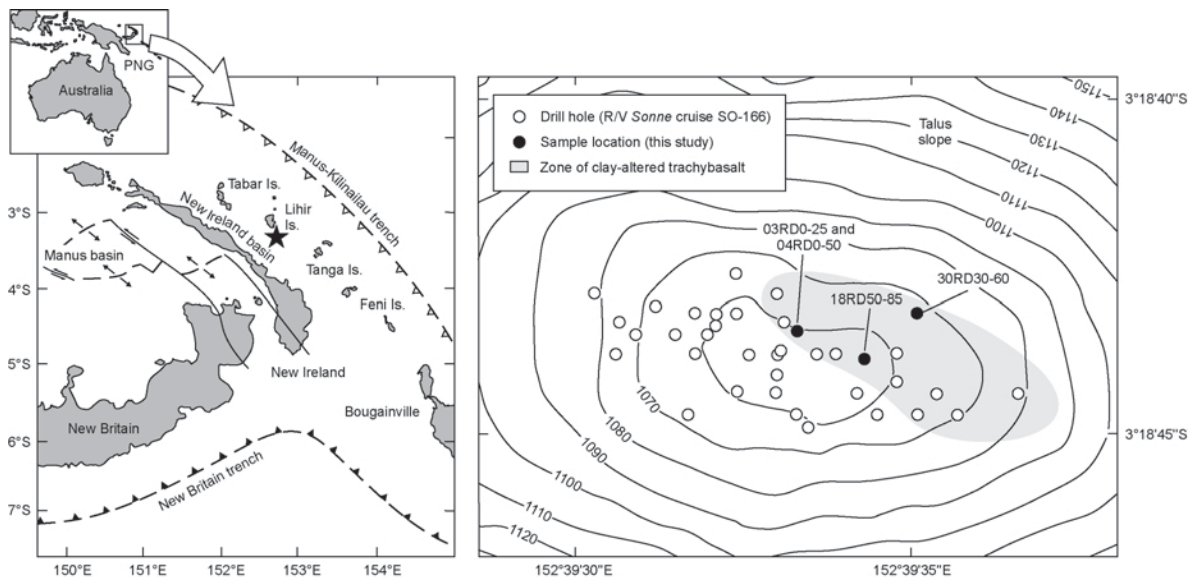 PNG
Australia
Manus-Kilinailau trench
Tabar Is.
Lihir
Is.
New Ireland basin
Manus basin
Tanga Is.
Feni Is.
New Ireland
Bougainville
New Britain
New Britain trench
3°S
4°S
5°S
6°S
7°S
150°E
151°E
152°E
153°E
154°E
Drill hole (R/V Sonne cruise SO-166)
Sample location (this study)
Zone of clay-altered trachybasalt
Talus
slope
1150
1140
1130
1120
1110
1100
03RD0-25 and
04RD0-50
30RD30-60
18RD50-85
1070
1080
1090
1100
1110
1120
3°18'40"S
3°18'45"S
152°39'30"E
152°39'35"E